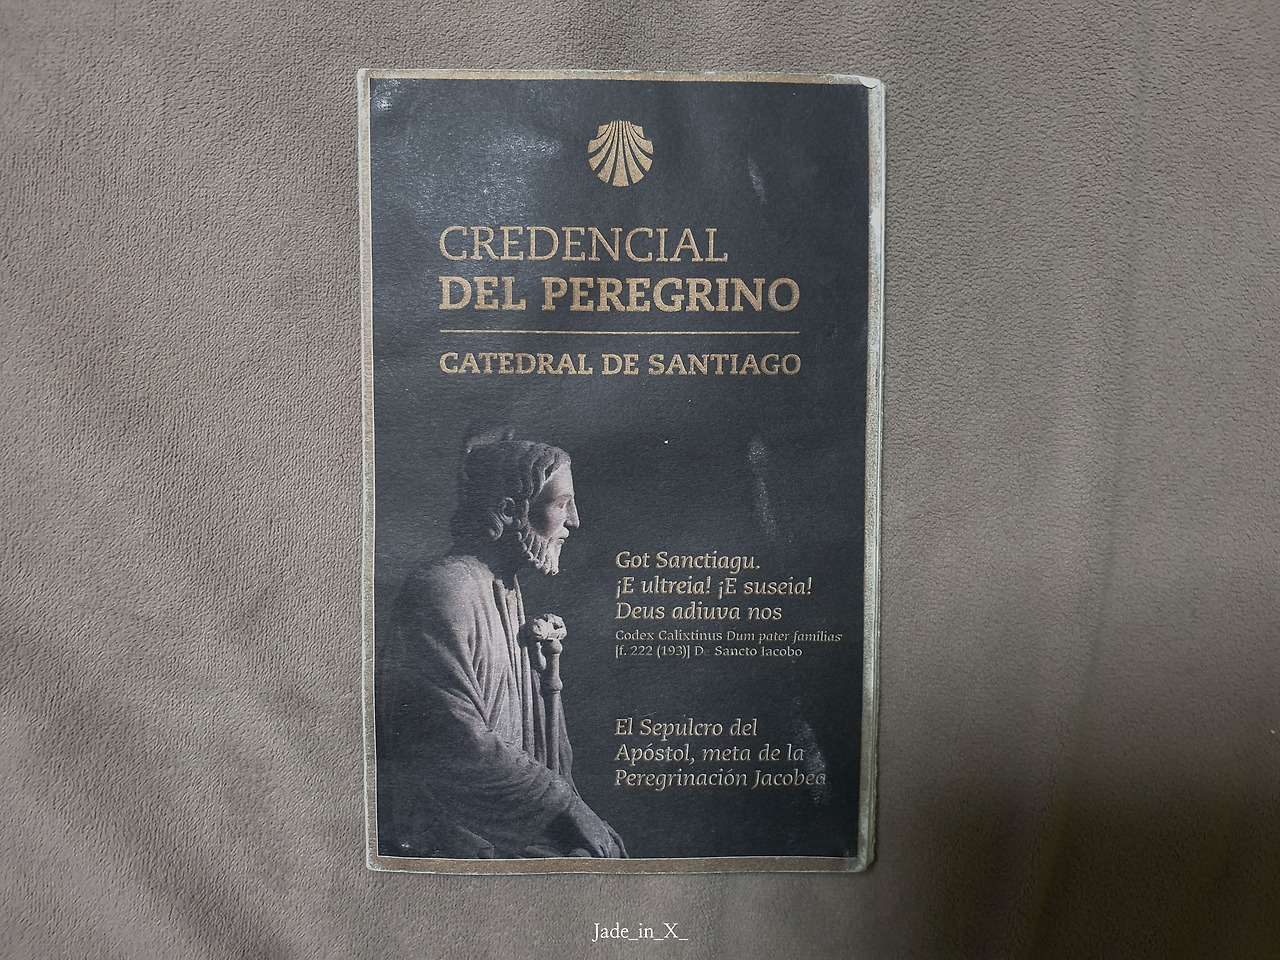 CREDENCIAL
DEL PEREGRINO
CATEDRAL DE SANTIAGO
Got Sanctiagu.
¡E ultreia! ¡E suseia!
Deus adiuva nos
Codex Calixtinus Dum pater familias
[f. 222 (193)] De Sancto Iacobo
El Sepulcro del
Apóstol, meta de la
Peregrinación Jacobea
Jade_in_X_